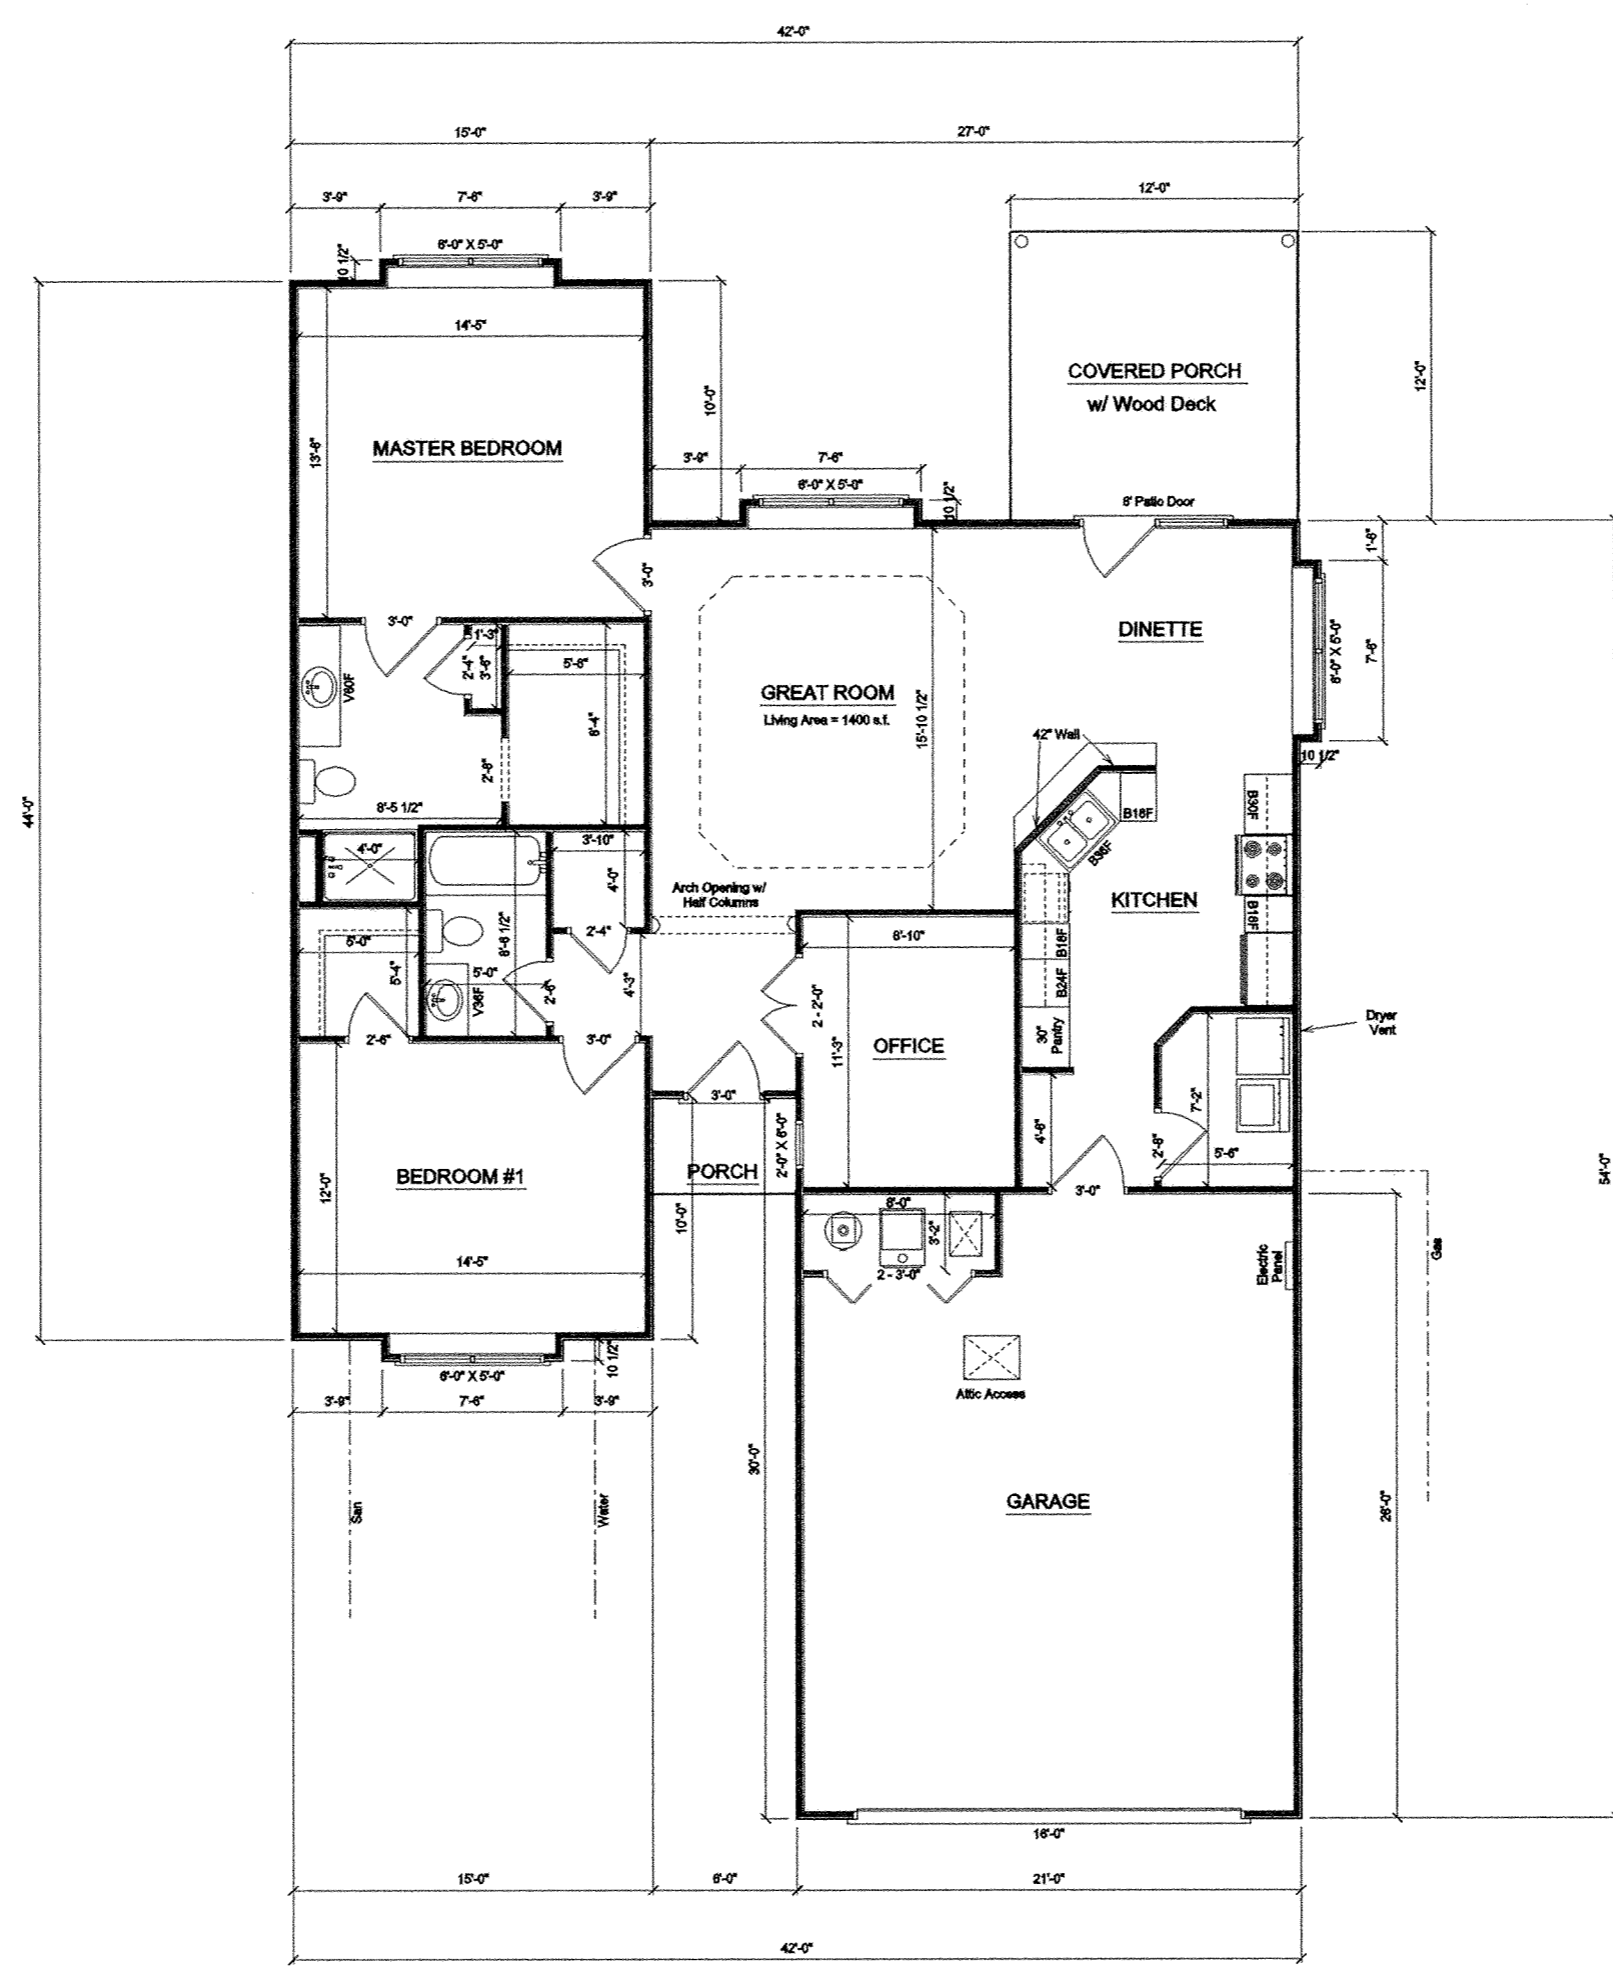 42'-0"
15'-0"
27'-0"
3'-9"
7'-6"
3'-9"
12'-0"
6'-0" X 5'-0"
10 1/2"
14'-5"
COVERED PORCH
w/ Wood Deck
12'-0"
10'-0"
13'-6"
MASTER BEDROOM
3'-9"
7'-6"
6'-0" X 5'-0"
10 1/2"
6' Patio Door
1'-6"
3'-0"
3'-0"
DINETTE
6'-0" X 5'-0"
7'-6"
1'-3"
2'-4"
3'-6"
5'-8"
V60F
GREAT ROOM
Living Area = 1400 s.f.
15'-10 1/2"
8'-4"
42" Wall
10 1/2"
2'-8"
44'-0"
8'-5 1/2"
B30F
B18F
B36F
4'-0"
3'-10"
4'-0"
Arch Opening w/
Half Columns
KITCHEN
B18F
2'-4"
8'-6 1/2"
5'-0"
8'-10"
B18F
5'-4"
5'-0"
V36F
2'-6"
4'-3"
2 - 2'-0"
B24F
Dryer
Vent
2'-6"
3'-0"
11'-3"
OFFICE
30"
Pantry
3'-0"
7'-2"
2'-0" X 6'-0"
4'-6"
2'-8"
5'-6"
12'-0"
BEDROOM #1
PORCH
54'-0"
3'-0"
8'-0"
10'-0"
3'-2"
Gas
14'-5"
2 - 3'-0"
Electric
Panel
10 1/2"
6'-0" X 5'-0"
Attic Access
3'-9"
7'-6"
3'-9"
30'-0"
San
Water
GARAGE
26'-0"
16'-0"
15'-0"
6'-0"
21'-0"
42'-0"